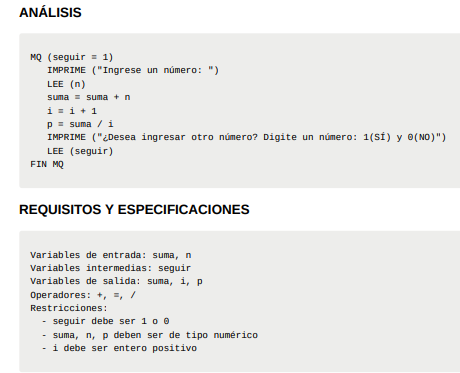 ANÁLISIS
MQ (seguir = 1)
IMPRIME ("Ingrese un número: ")
LEE (n)
suma = suma + n
i = i + 1
p = suma / i
IMPRIME ("¿Desea ingresar otro número? Digite un número: 1(SÍ) y 0(NO)")
LEE (seguir)
FIN MQ
REQUISITOS Y ESPECIFICACIONES
Variables de entrada: suma, n
Variables intermedias: seguir
Variables de salida: suma, i, p
Operadores: +, =, /
Restricciones:
- seguir debe ser 1 o 0
- suma, n, p deben ser de tipo numérico
- i debe ser entero positivo